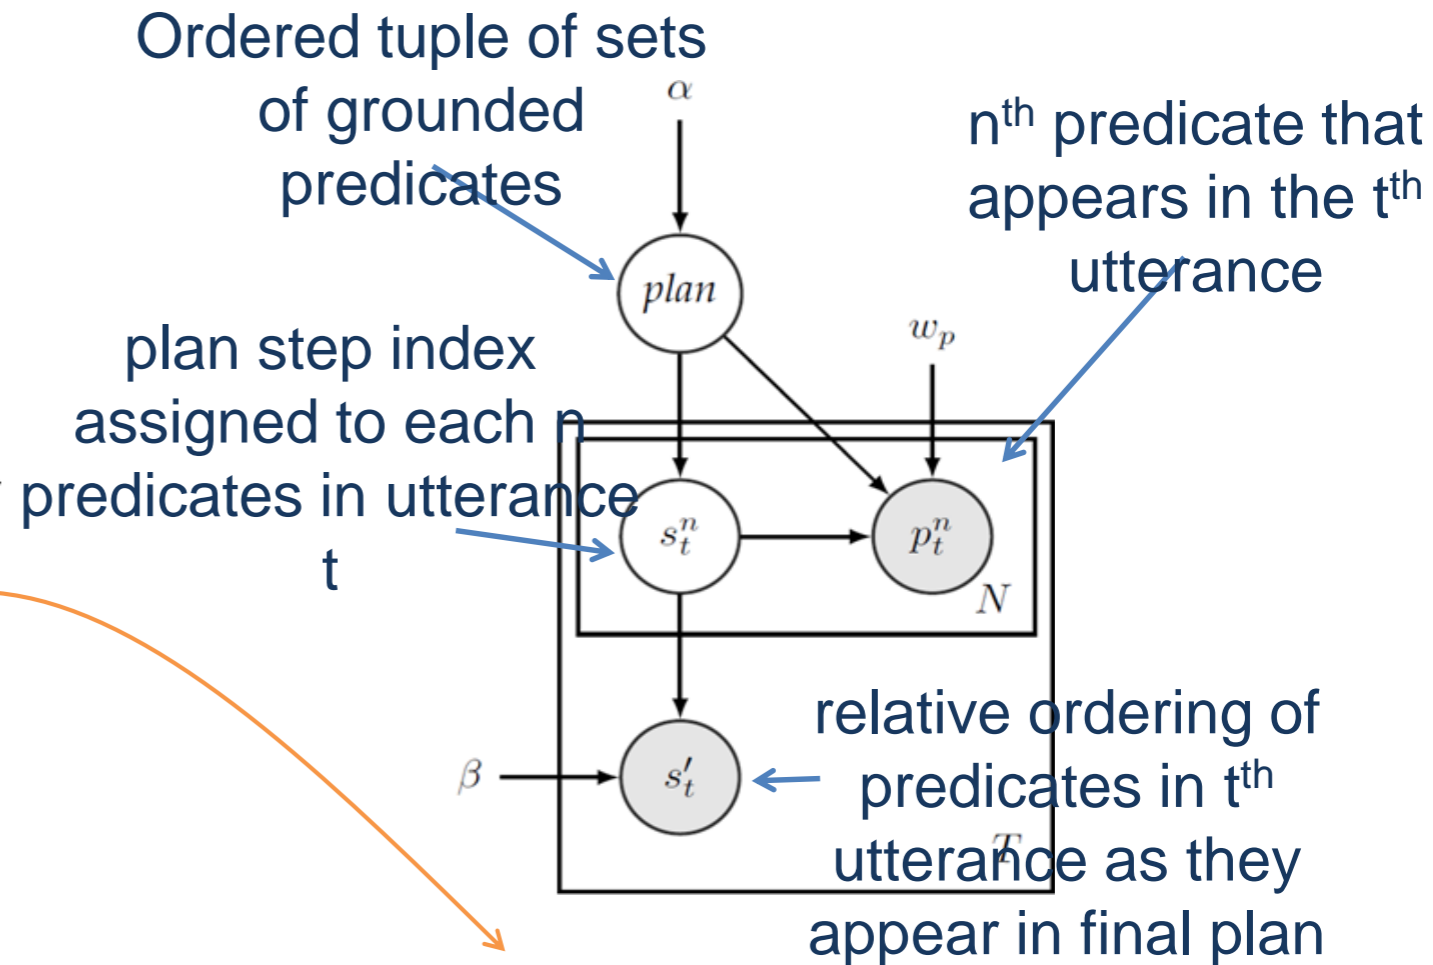 Ordered tuple of sets
of grounded
predicates
α
nth predicate that
appears in the tth
utterance
plan
w_p
plan step index
assigned to each n
predicates in utterance
t
s_t^n
p_t^n
N
β
s'_t
relative ordering of
predicates in tth
utterance as they
appear in final plan
T